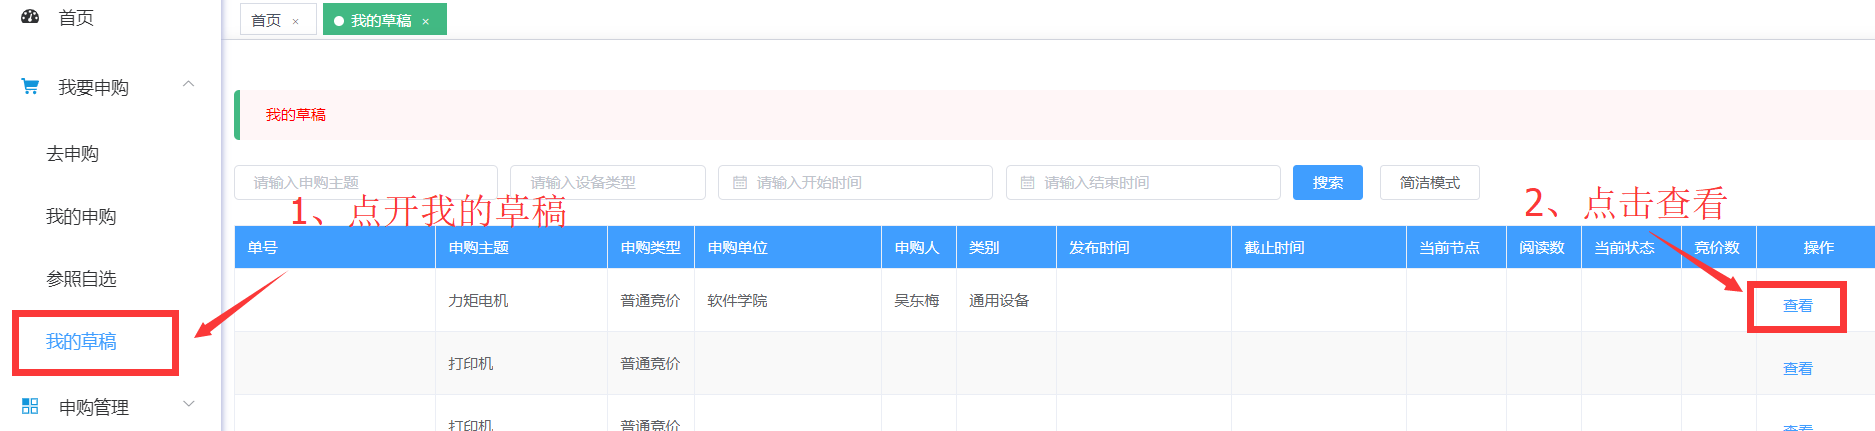 首页
首页 ×
我的草稿 ×
我要申购
去申购
我的申购
参照自选
我的草稿
申购管理
我的草稿
请输入申购主题
请输入设备类型
请输入开始时间
请输入结束时间
搜索
简洁模式
1、点开我的草稿
2、点击查看
单号 申购主题 申购类型 申购单位 申购人 类别 发布时间 截止时间 当前节点 阅读数 当前状态 竞价数 操作
力矩电机 普通竞价 软件学院 吴东梅 通用设备 查看
打印机 普通竞价 查看
打印机 普通竞价 查看